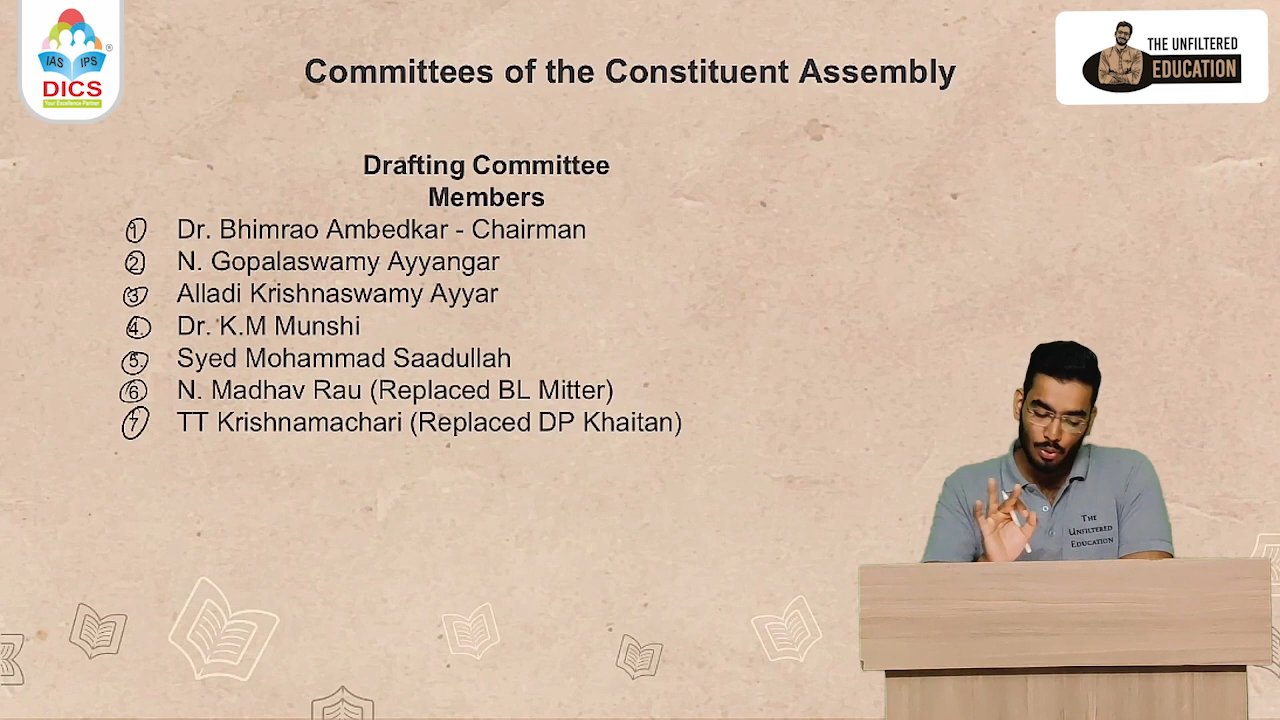 IAS IPS
®
DICS
Your Excellence Partner
THE UNFILTERED
EDUCATION
Committees of the Constituent Assembly
Drafting Committee
Members
1 Dr. Bhimrao Ambedkar - Chairman
2 N. Gopalaswamy Ayyangar
3 Alladi Krishnaswamy Ayyar
4. Dr. K.M Munshi
5. Syed Mohammad Saadullah
6 N. Madhav Rau (Replaced BL Mitter)
7 TT Krishnamachari (Replaced DP Khaitan)
THE
UNFILTERED
EDUCATION